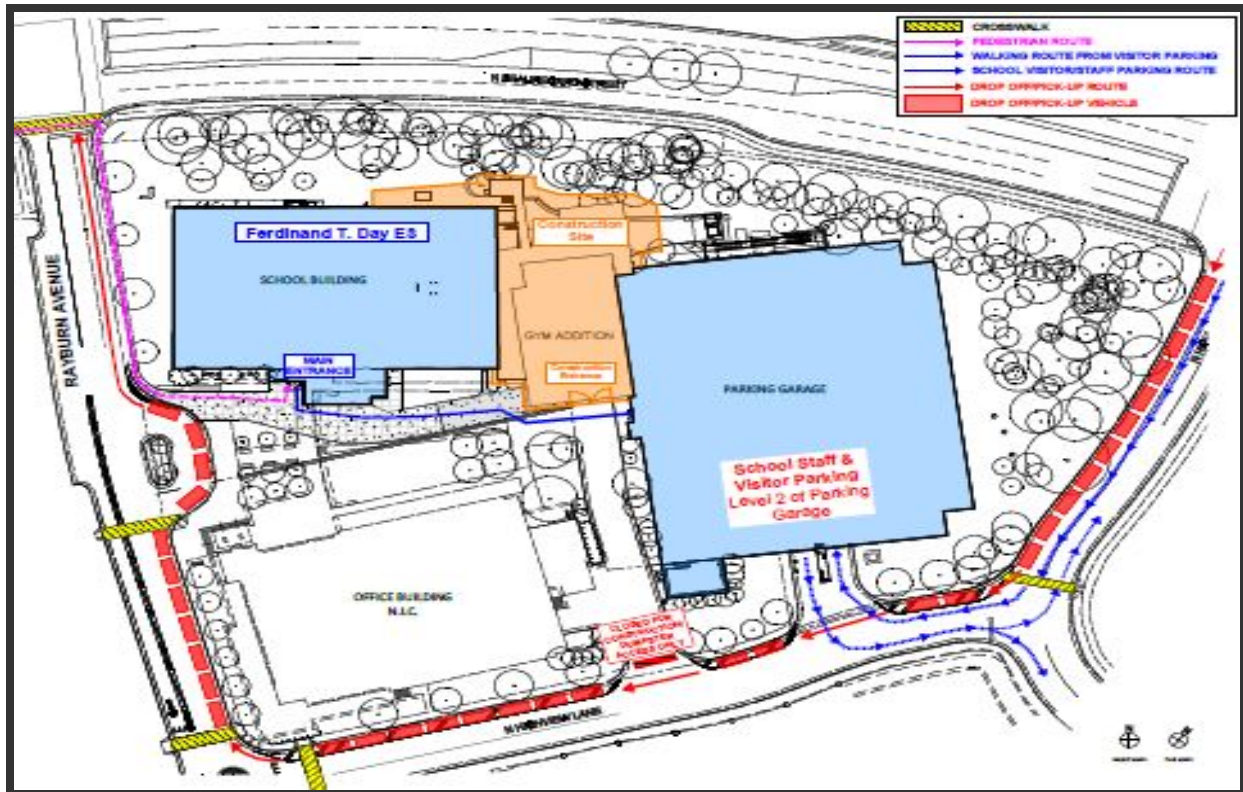 CROSSWALK
PEDESTRIAN ROUTE
WALKING ROUTE FROM VISITOR PARKING
SCHOOL VISITOR/STAFF PARKING ROUTE
DROP OFF/PICK-UP ROUTE
DROP OFF/PICK-UP VEHICLE
Ferdinand T. Day ES
Construction
Site
SCHOOL BUILDING
RAYBURN AVENUE
GYM ADDITION
MAIN
ENTRANCE
Construction
Entrance
PARKING GARAGE
School Staff &
Visitor Parking
Level 2 of Parking
Garage
OFFICE BUILDING
N.I.C.
CLOSED FOR
CONSTRUCTION